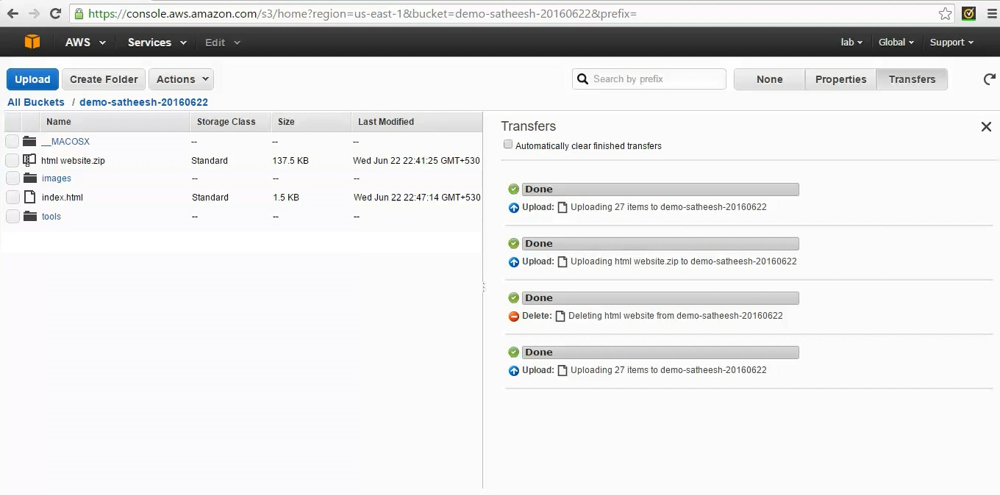 https://console.aws.amazon.com/s3/home?region=us-east-1&bucket=demo-satheesh-20160622&prefix=
AWS Services Edit lab Global Support
Upload Create Folder Actions Search by prefix None Properties Transfers
All Buckets / demo-satheesh-20160622
Name Storage Class Size Last Modified
__MACOSX -- -- --
html website.zip Standard 137.5 KB Wed Jun 22 22:41:25 GMT+530
images -- -- --
index.html Standard 1.5 KB Wed Jun 22 22:47:14 GMT+530
tools -- -- --
Transfers
Automatically clear finished transfers
Done
Upload: Uploading 27 items to demo-satheesh-20160622
Done
Upload: Uploading html website.zip to demo-satheesh-20160622
Done
Delete: Deleting html website from demo-satheesh-20160622
Done
Upload: Uploading 27 items to demo-satheesh-20160622